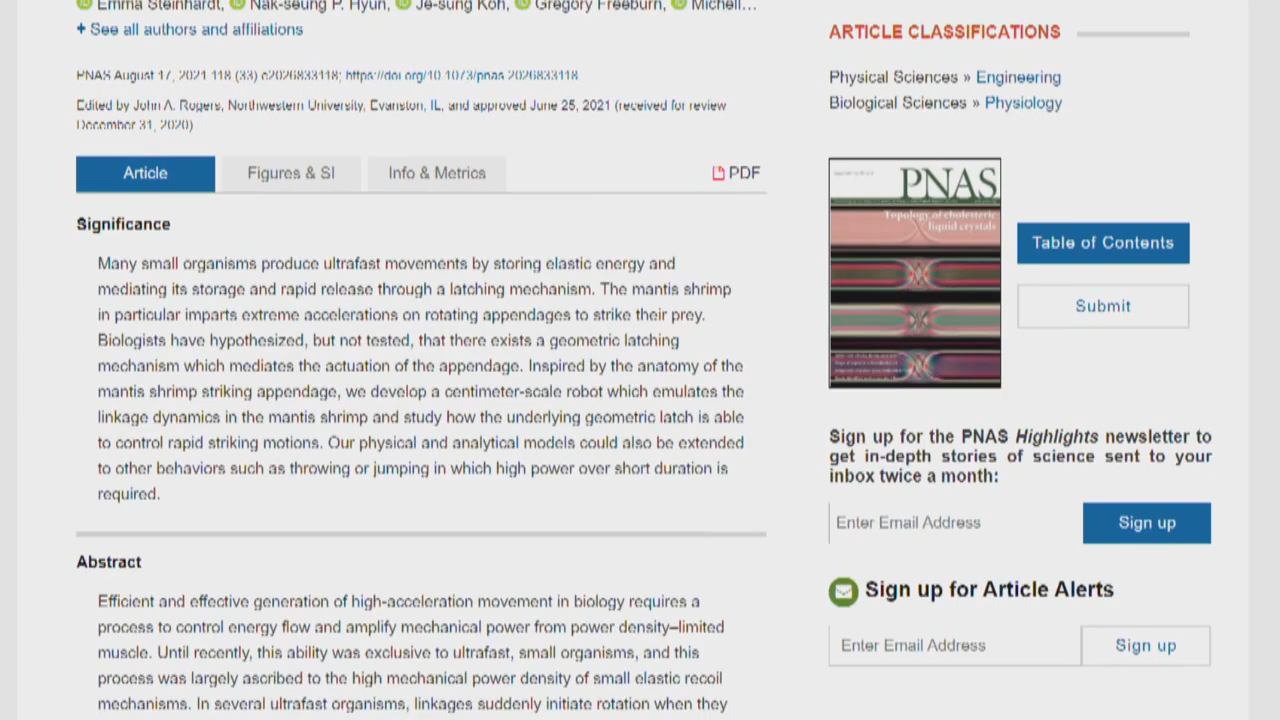 Emma Steinhardt, Nak-seung P. Hyun, Je-sung Koh, Gregory Freeburn, Michell…
+ See all authors and affiliations
PNAS August 17, 2021 118 (33) e2026833118; https://doi.org/10.1073/pnas.2026833118
Edited by John A. Rogers, Northwestern University, Evanston, IL, and approved June 25, 2021 (received for review
December 31, 2020)
Article
Figures & SI
Info & Metrics
PDF
Significance
Many small organisms produce ultrafast movements by storing elastic energy and
mediating its storage and rapid release through a latching mechanism. The mantis shrimp
in particular imparts extreme accelerations on rotating appendages to strike their prey.
Biologists have hypothesized, but not tested, that there exists a geometric latching
mechanism which mediates the actuation of the appendage. Inspired by the anatomy of the
mantis shrimp striking appendage, we develop a centimeter-scale robot which emulates the
linkage dynamics in the mantis shrimp and study how the underlying geometric latch is able
to control rapid striking motions. Our physical and analytical models could also be extended
to other behaviors such as throwing or jumping in which high power over short duration is
required.
Abstract
Efficient and effective generation of high-acceleration movement in biology requires a
process to control energy flow and amplify mechanical power from power density–limited
muscle. Until recently, this ability was exclusive to ultrafast, small organisms, and this
process was largely ascribed to the high mechanical power density of small elastic recoil
mechanisms. In several ultrafast organisms, linkages suddenly initiate rotation when they
ARTICLE CLASSIFICATIONS
Physical Sciences » Engineering
Biological Sciences » Physiology
PNAS
Topology of cholesteric
liquid crystals
Table of Contents
Submit
Sign up for the PNAS Highlights newsletter to
get in-depth stories of science sent to your
inbox twice a month:
Enter Email Address
Sign up
Sign up for Article Alerts
Enter Email Address
Sign up